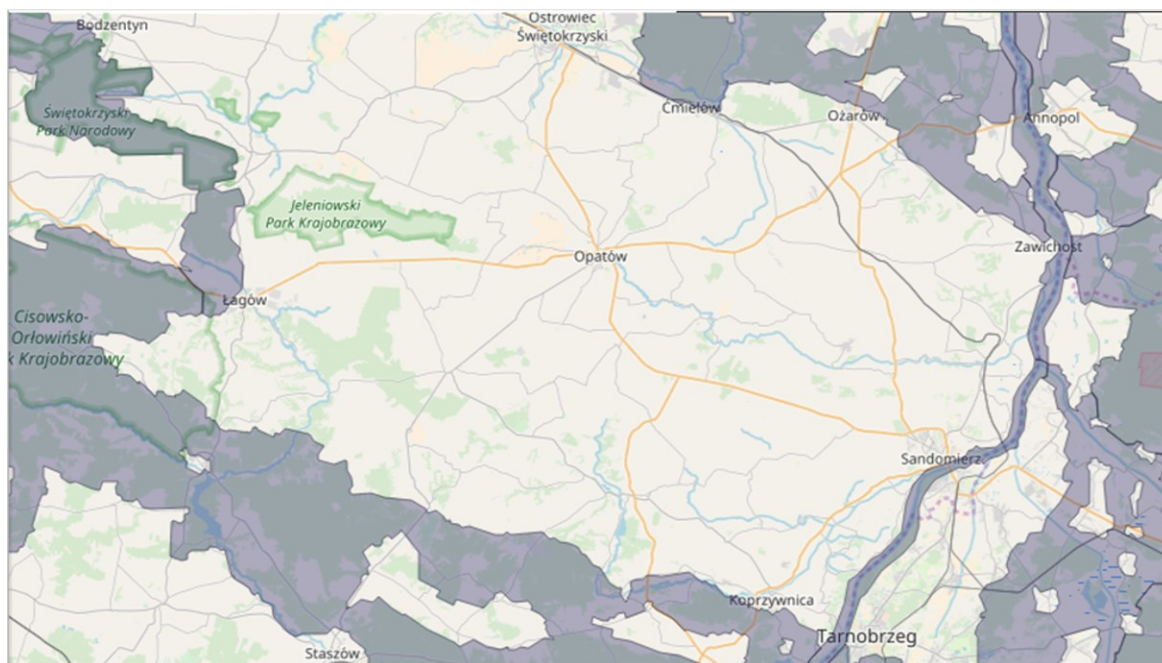 Bodzentyn
Ostrowiec
Świętokrzyski
Świętokrzyski
Park Narodowy
Ćmielów
Ożarów
Annopol
Jeleniowski
Park Krajobrazowy
Opatów
Zawichost
Łagów
Cisowsko-
Orłowiński
k Krajobrazowy
Sandomierz
Koprzywnica
Tarnobrzeg
Staszów